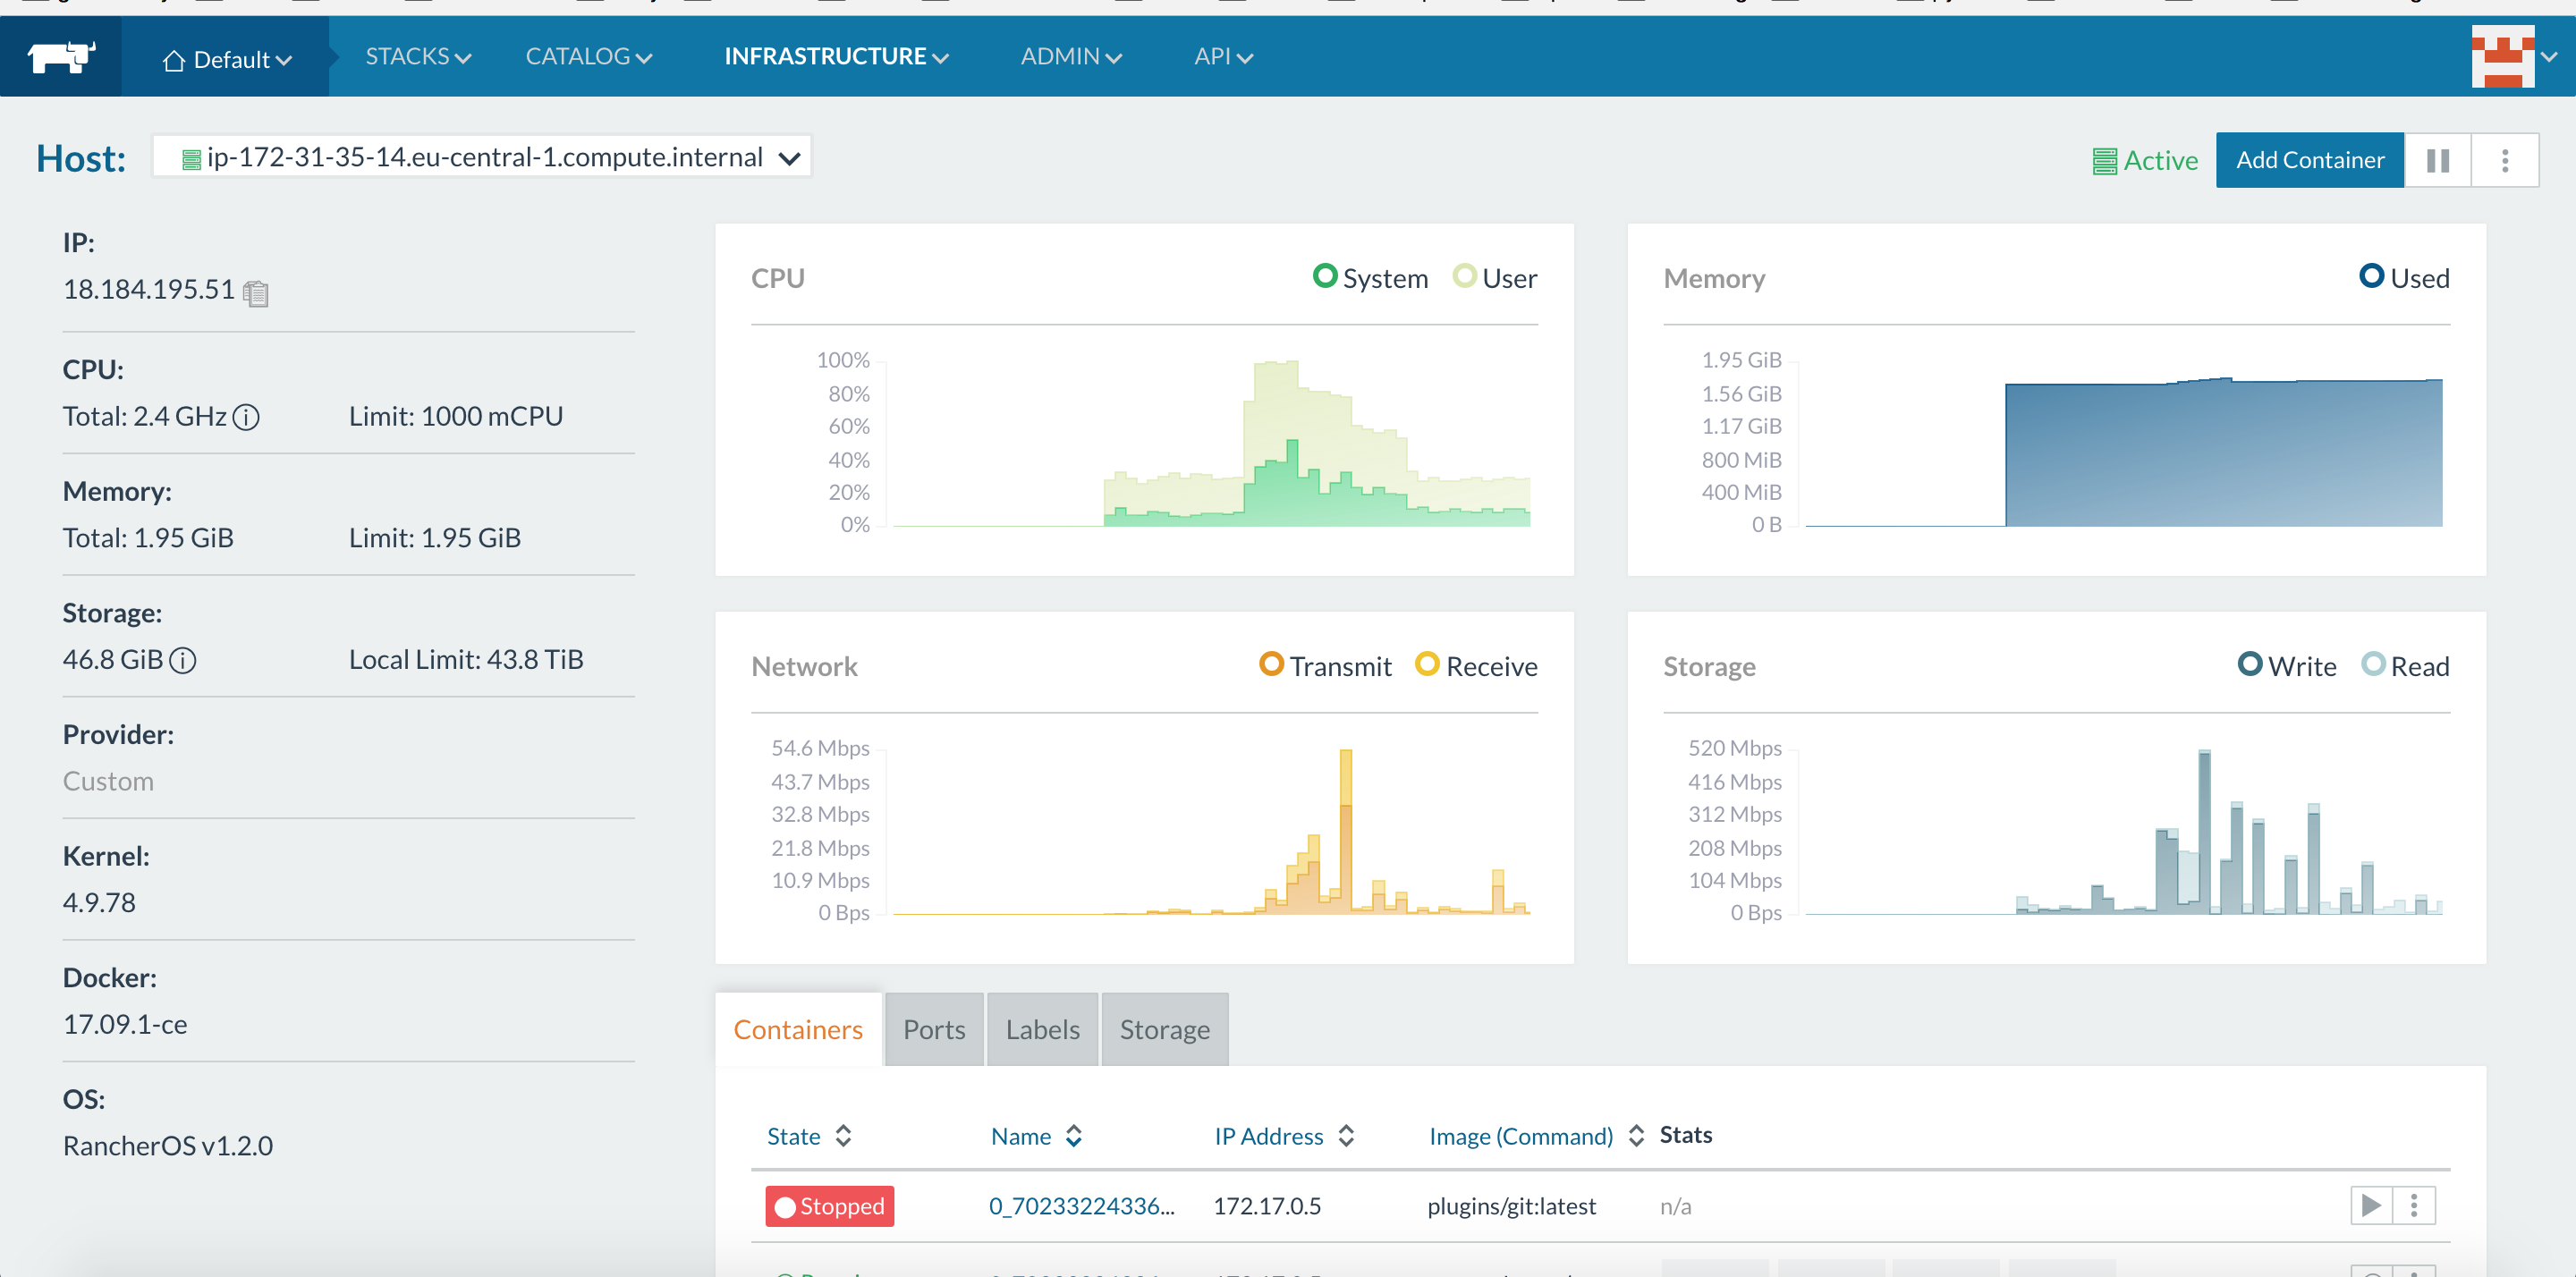 Default STACKS CATALOG INFRASTRUCTURE ADMIN API
Host: ip-172-31-35-14.eu-central-1.compute.internal Active Add Container
IP:
18.184.195.51
CPU:
Total: 2.4 GHz Limit: 1000 mCPU
Memory:
Total: 1.95 GiB Limit: 1.95 GiB
Storage:
46.8 GiB Local Limit: 43.8 TiB
Provider:
Custom
Kernel:
4.9.78
Docker:
17.09.1-ce
OS:
RancherOS v1.2.0
CPU System User
100%
80%
60%
40%
20%
0%
Memory Used
1.95 GiB
1.56 GiB
1.17 GiB
800 MiB
400 MiB
0 B
Network Transmit Receive
54.6 Mbps
43.7 Mbps
32.8 Mbps
21.8 Mbps
10.9 Mbps
0 Bps
Storage Write Read
520 Mbps
416 Mbps
312 Mbps
208 Mbps
104 Mbps
0 Bps
Containers Ports Labels Storage
State Name IP Address Image (Command) Stats
Stopped 0_70233224336... 172.17.0.5 plugins/git:latest n/a